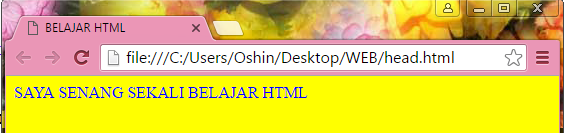 BELAJAR HTML
file:///C:/Users/Oshin/Desktop/WEB/head.html
SAYA SENANG SEKALI BELAJAR HTML